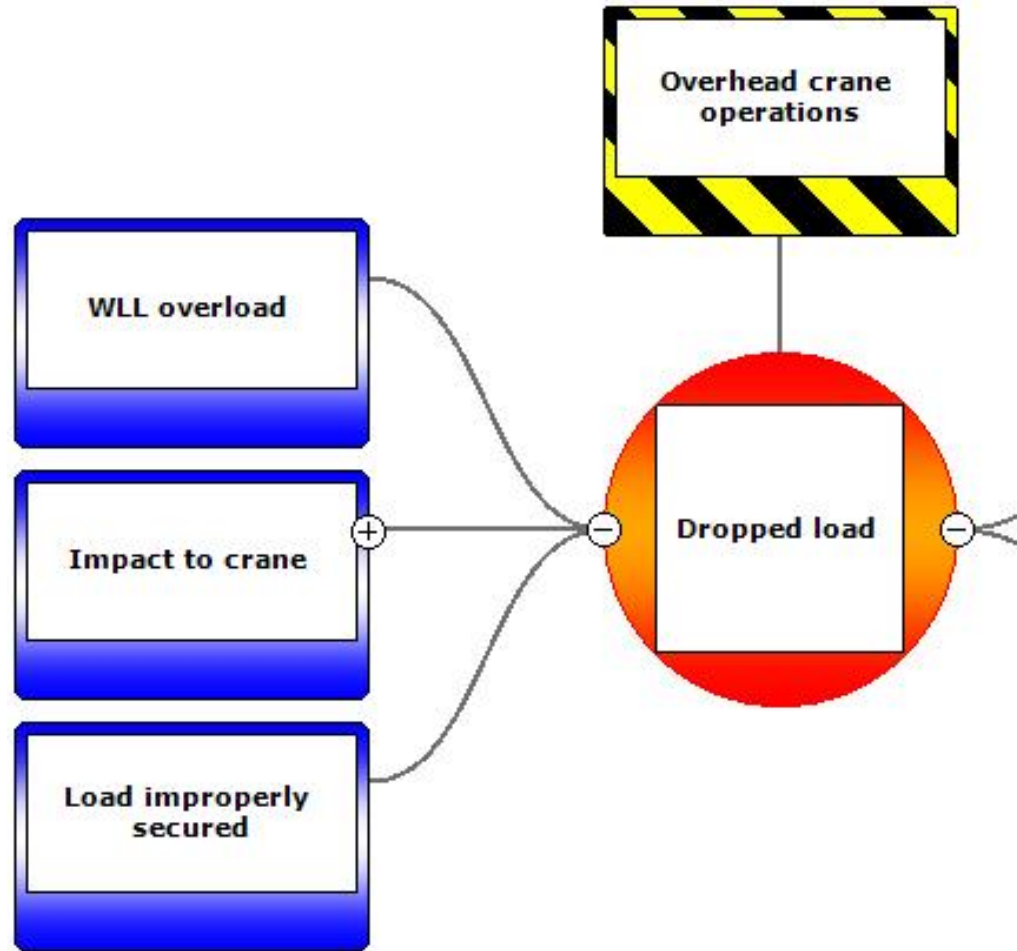 Overhead crane
operations
WLL overload
Impact to crane
Dropped load
Load improperly
secured